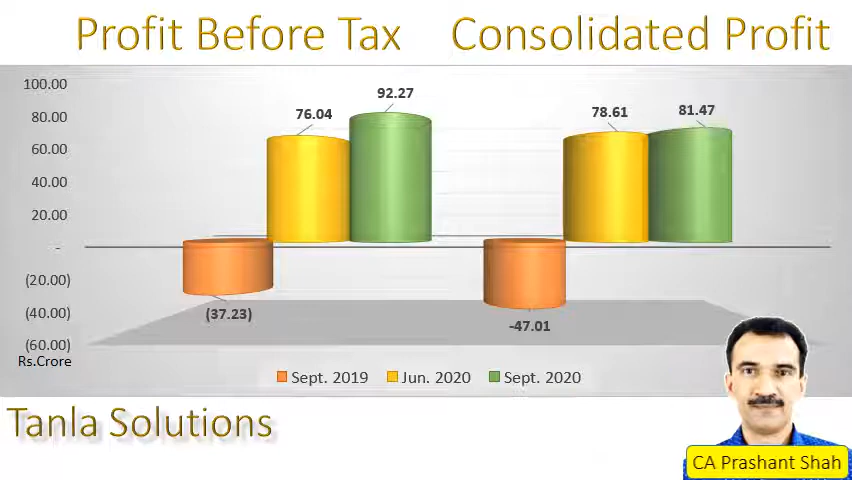 Profit Before Tax
Consolidated Profit
100.00
80.00
60.00
40.00
20.00
-
(20.00)
(40.00)
(60.00)
Rs.Crore
76.04
92.27
(37.23)
78.61
81.47
-47.01
Sept. 2019
Jun. 2020
Sept. 2020
Tanla Solutions
CA Prashant Shah